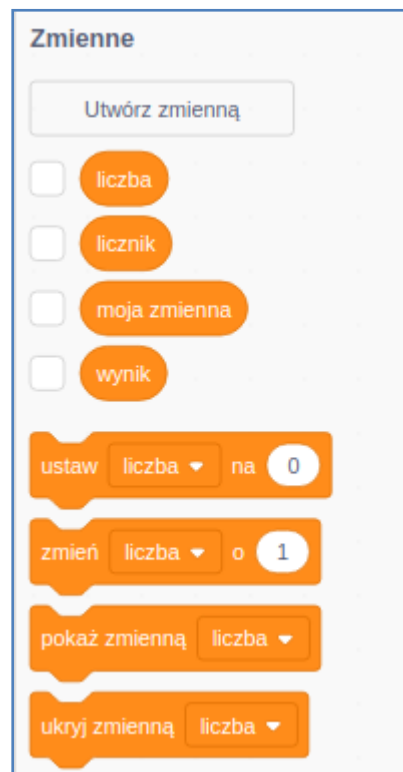 Zmienne
Utwórz zmienną
liczba
licznik
moja zmienna
wynik
ustaw liczba na 0
zmień liczba o 1
pokaż zmienną liczba
ukryj zmienną liczba